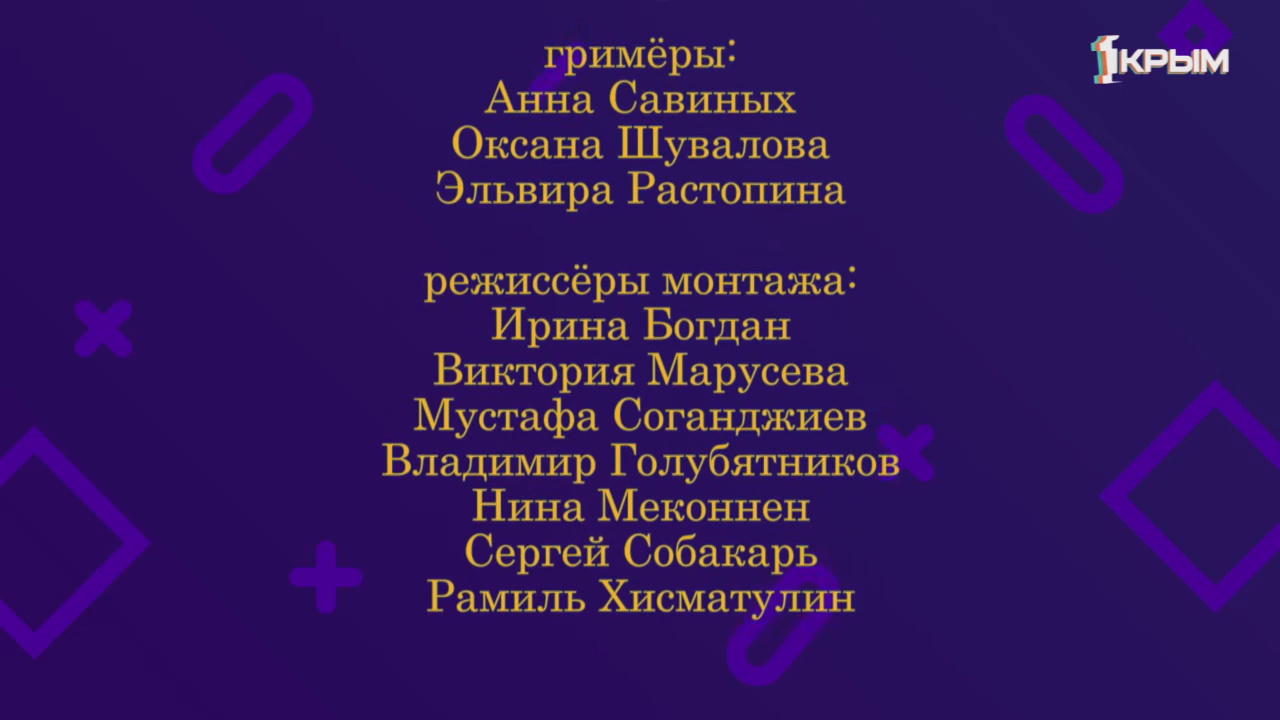 гримёры:
Анна Савиных
Оксана Шувалова
Эльвира Растопина
режиссёры монтажа:
Ирина Богдан
Виктория Марусева
Мустафа Соганджиев
Владимир Голубятников
Нина Меконнен
Сергей Собакарь
Рамиль Хисматулин
1КРЫМ